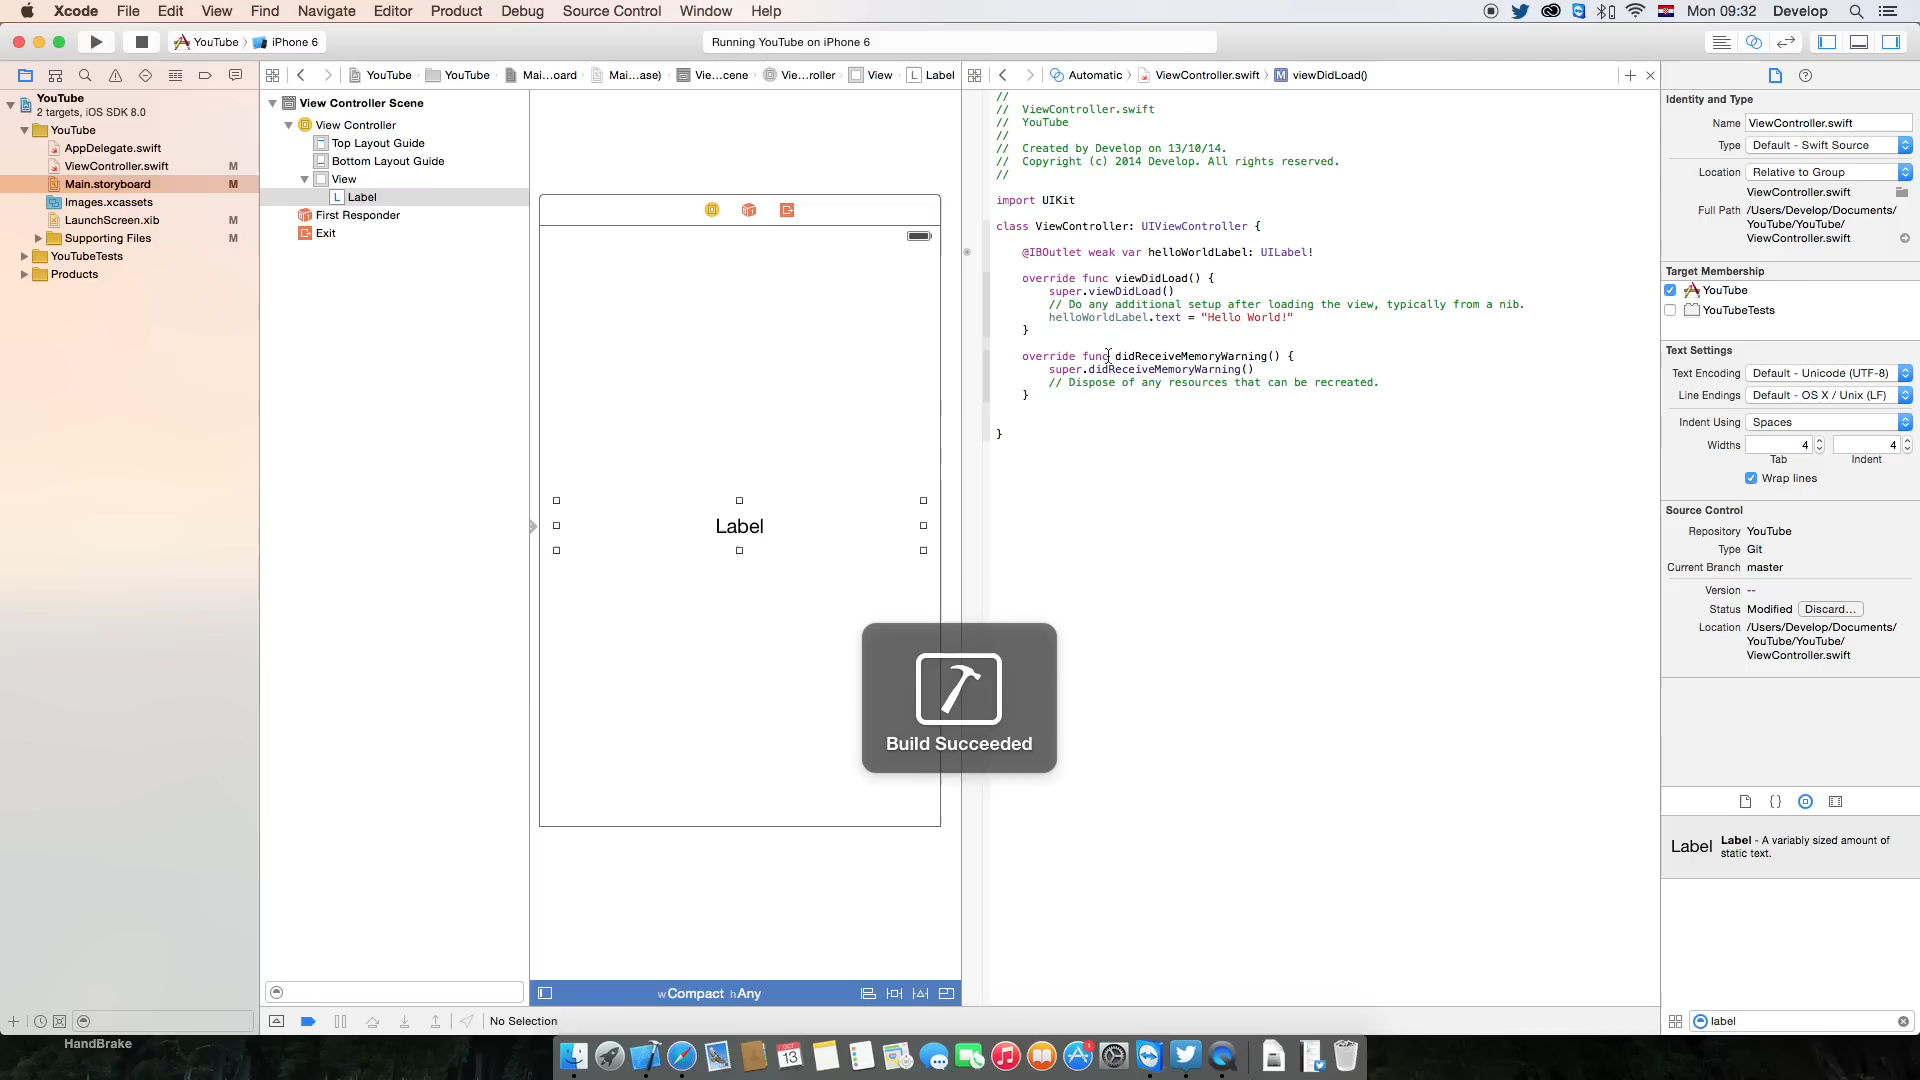 Xcode File Edit View Find Navigate Editor Product Debug Source Control Window Help Mon 09:32 Develop
YouTube iPhone 6 Running YouTube on iPhone 6
YouTube
2 targets, iOS SDK 8.0
YouTube
AppDelegate.swift
ViewController.swift M
Main.storyboard M
Images.xcassets
LaunchScreen.xib M
Supporting Files M
YouTubeTests
Products
YouTube YouTube Mai...oard Mai...ase) Vie...cene Vie...roller View Label
View Controller Scene
View Controller
Top Layout Guide
Bottom Layout Guide
View
L Label
First Responder
Exit
Label
wCompact hAny
No Selection
Automatic ViewController.swift M viewDidLoad()
//
// ViewController.swift
// YouTube
//
// Created by Develop on 13/10/14.
// Copyright (c) 2014 Develop. All rights reserved.
//
import UIKit
class ViewController: UIViewController {
@IBOutlet weak var helloWorldLabel: UILabel!
override func viewDidLoad() {
super.viewDidLoad()
// Do any additional setup after loading the view, typically from a nib.
helloWorldLabel.text = "Hello World!"
}
override func didReceiveMemoryWarning() {
super.didReceiveMemoryWarning()
// Dispose of any resources that can be recreated.
}
}
Build Succeeded
Identity and Type
Name ViewController.swift
Type Default - Swift Source
Location Relative to Group
ViewController.swift
Full Path /Users/Develop/Documents/
YouTube/YouTube/
ViewController.swift
Target Membership
YouTube
YouTubeTests
Text Settings
Text Encoding Default - Unicode (UTF-8)
Line Endings Default - OS X / Unix (LF)
Indent Using Spaces
Widths 4 4
Tab Indent
Wrap lines
Source Control
Repository YouTube
Type Git
Current Branch master
Version --
Status Modified Discard...
Location /Users/Develop/Documents/
YouTube/YouTube/
ViewController.swift
Label Label - A variably sized amount of
static text.
label
HandBrake
OCT
13